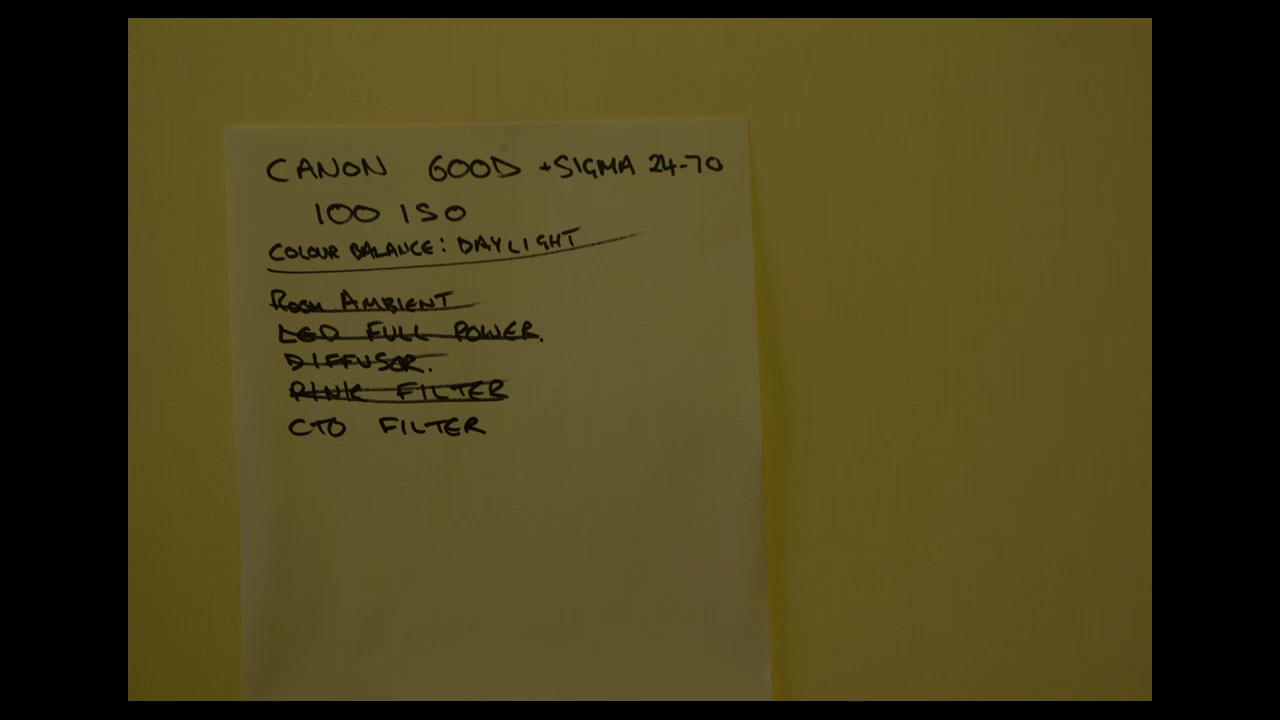 CANON 600D + SIGMA 24-70
100 ISO
COLOUR BALANCE: DAYLIGHT
ROOM AMBIENT
LED FULL POWER.
DIFFUSOR.
PINK FILTER
CTO FILTER